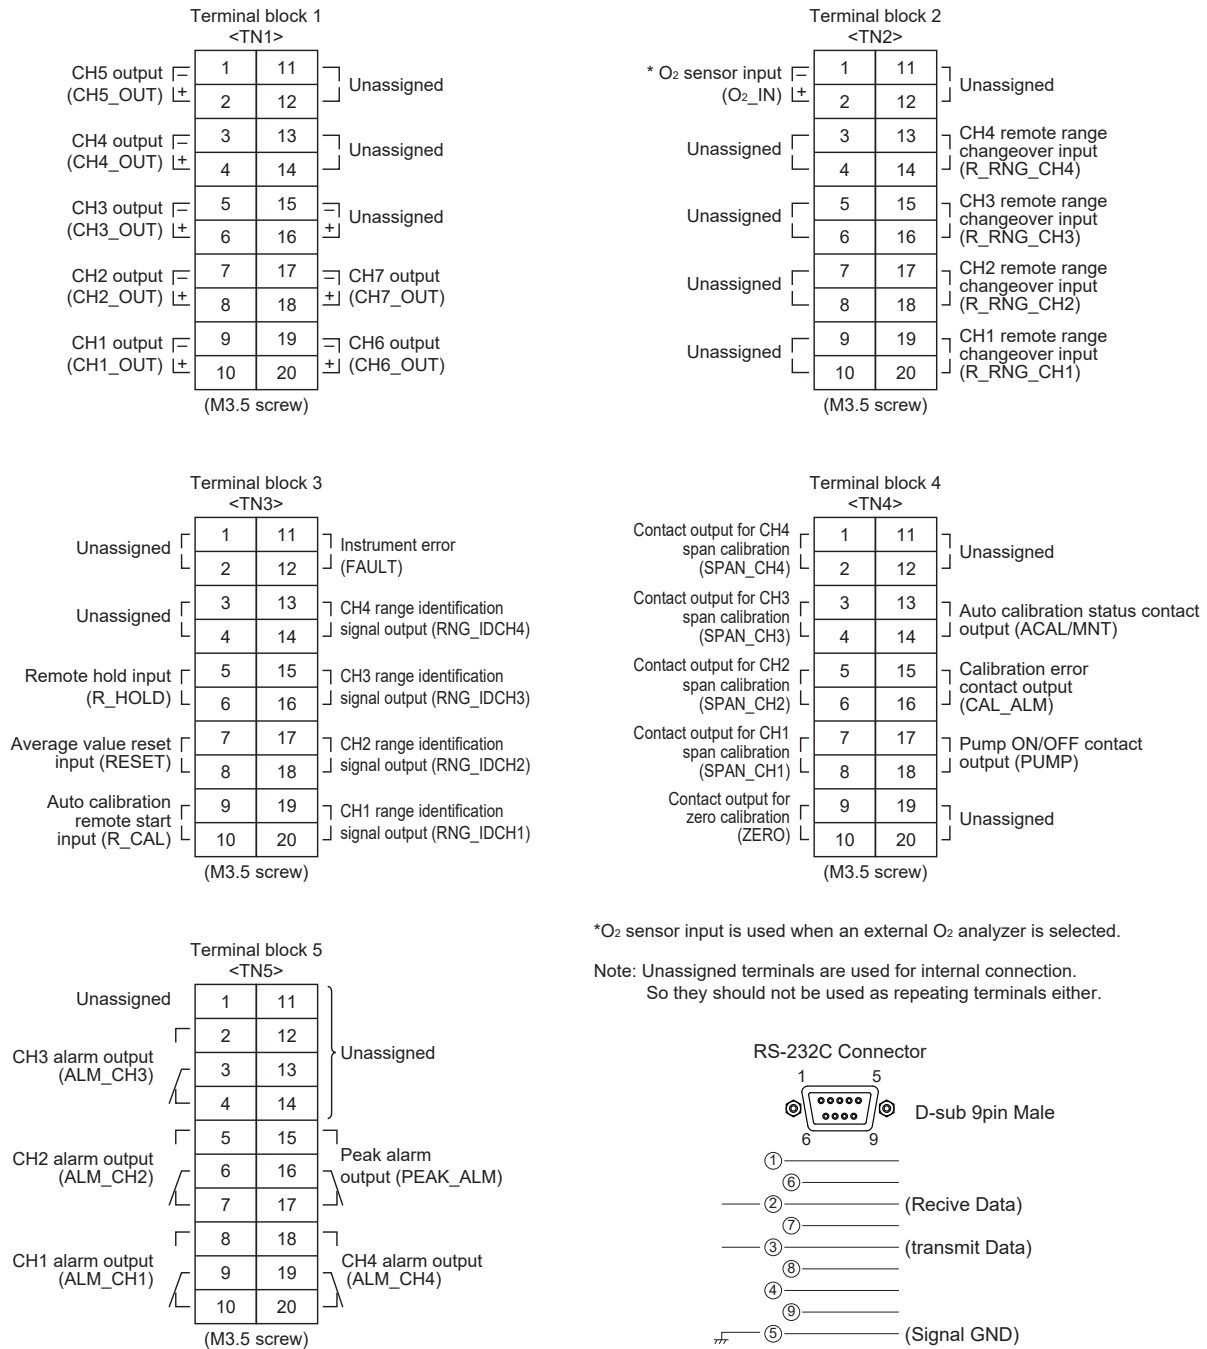 Terminal block 1
<TN1>
CH5 output − 1 11 Unassigned
(CH5_OUT) + 2 12
CH4 output − 3 13 Unassigned
(CH4_OUT) + 4 14
CH3 output − 5 15 − Unassigned
(CH3_OUT) + 6 16 +
CH2 output − 7 17 − CH7 output
(CH2_OUT) + 8 18 + (CH7_OUT)
CH1 output − 9 19 − CH6 output
(CH1_OUT) + 10 20 + (CH6_OUT)
(M3.5 screw)
Terminal block 2
<TN2>
* O2 sensor input − 1 11 Unassigned
(O2_IN) + 2 12
Unassigned 3 13 CH4 remote range
changeover input
4 14 (R_RNG_CH4)
Unassigned 5 15 CH3 remote range
changeover input
6 16 (R_RNG_CH3)
Unassigned 7 17 CH2 remote range
changeover input
8 18 (R_RNG_CH2)
Unassigned 9 19 CH1 remote range
changeover input
10 20 (R_RNG_CH1)
(M3.5 screw)
Terminal block 3
<TN3>
Unassigned 1 11 Instrument error
2 12 (FAULT)
Unassigned 3 13 CH4 range identification
4 14 signal output (RNG_IDCH4)
Remote hold input 5 15 CH3 range identification
(R_HOLD) 6 16 signal output (RNG_IDCH3)
Average value reset 7 17 CH2 range identification
input (RESET) 8 18 signal output (RNG_IDCH2)
Auto calibration 9 19 CH1 range identification
remote start
input (R_CAL) 10 20 signal output (RNG_IDCH1)
(M3.5 screw)
Terminal block 4
<TN4>
Contact output for CH4 1 11 Unassigned
span calibration
(SPAN_CH4) 2 12
Contact output for CH3 3 13 Auto calibration status contact
span calibration
(SPAN_CH3) 4 14 output (ACAL/MNT)
Contact output for CH2 5 15 Calibration error
span calibration contact output
(SPAN_CH2) 6 16 (CAL_ALM)
Contact output for CH1 7 17 Pump ON/OFF contact
span calibration
(SPAN_CH1) 8 18 output (PUMP)
Contact output for 9 19 Unassigned
zero calibration
(ZERO) 10 20
(M3.5 screw)
Terminal block 5
<TN5>
Unassigned 1 11
2 12 Unassigned
CH3 alarm output 3 13
(ALM_CH3) 4 14
CH2 alarm output 5 15 Peak alarm
(ALM_CH2) 6 16 output (PEAK_ALM)
7 17
8 18
CH1 alarm output 9 19 CH4 alarm output
(ALM_CH1) 10 20 (ALM_CH4)
(M3.5 screw)
*O2 sensor input is used when an external O2 analyzer is selected.
Note: Unassigned terminals are used for internal connection.
So they should not be used as repeating terminals either.
RS-232C Connector
1 5
D-sub 9pin Male
6 9
①
⑥
② (Recive Data)
⑦
③ (transmit Data)
⑧
④
⑨
⑤ (Signal GND)